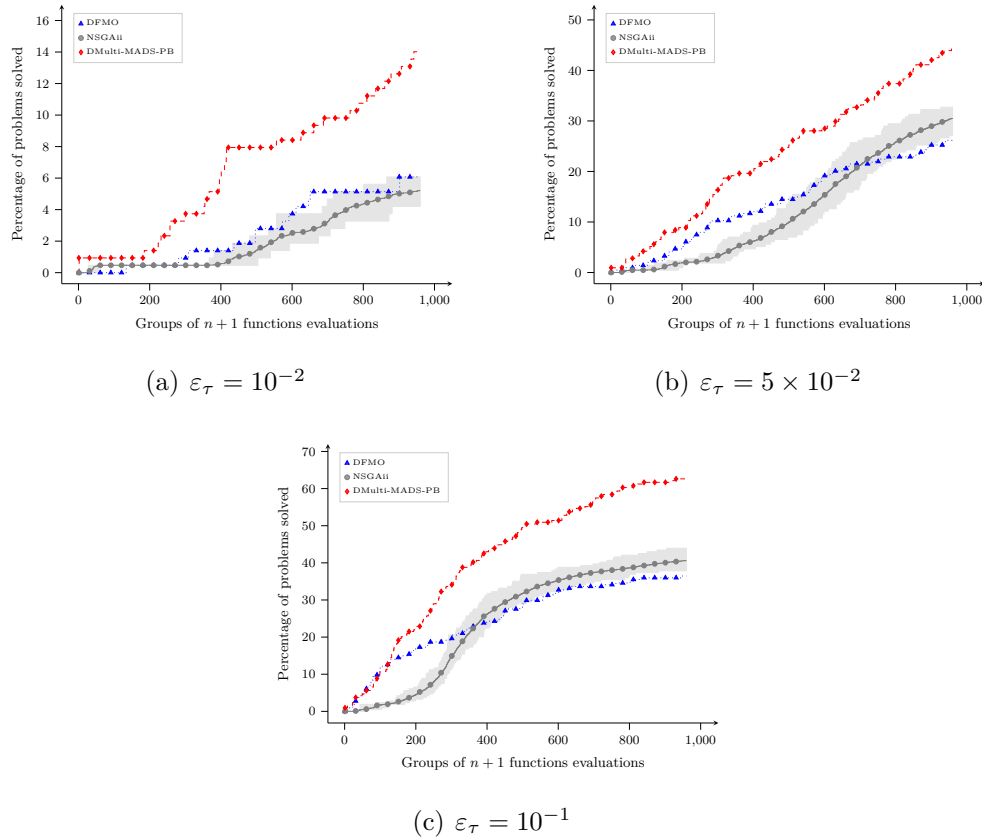 16
14
12
10
8
6
4
2
0
Percentage of problems solved
DFMO
NSGAii
DMulti-MADS-PB
0 200 400 600 800 1,000
Groups of n + 1 functions evaluations
(a) ε_τ = 10⁻²
50
40
30
20
10
0
Percentage of problems solved
DFMO
NSGAii
DMulti-MADS-PB
0 200 400 600 800 1,000
Groups of n + 1 functions evaluations
(b) ε_τ = 5 × 10⁻²
70
60
50
40
30
20
10
0
Percentage of problems solved
DFMO
NSGAii
DMulti-MADS-PB
0 200 400 600 800 1,000
Groups of n + 1 functions evaluations
(c) ε_τ = 10⁻¹